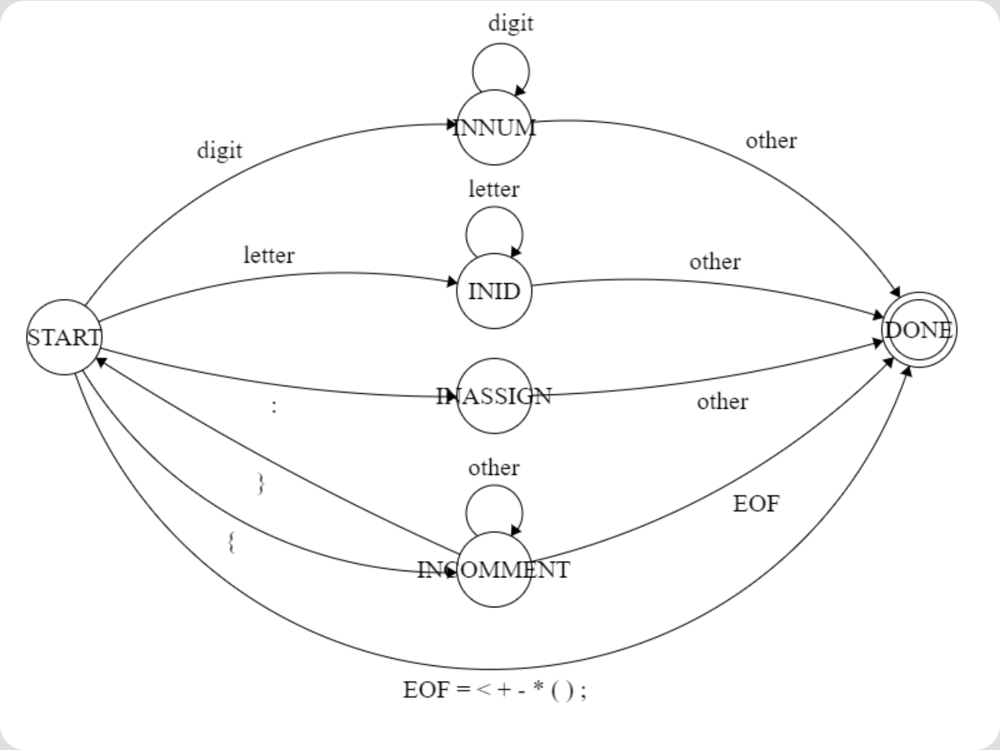 digit
INNUM
digit
other
letter
letter
other
INID
START
DONE
:
INASSIGN
other
other
}
EOF
{
INCOMMENT
EOF = < + - * ( ) ;